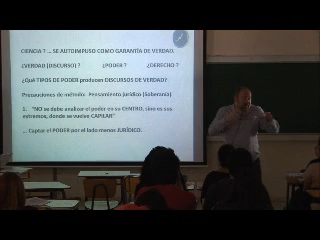 CIENCIA ? ... SE AUTOIMPUSO COMO GARANTÍA DE VERDAD.
¿VERDAD (DISCURSO) ? ¿PODER ? ¿DERECHO ?
¿Qué TIPOS DE PODER producen DISCURSOS DE VERDAD?
Precauciones de método: Pensamiento jurídico (Soberanía)
1. "NO se debe analizar el poder en su CENTRO, sino es sus
extremos, donde se vuelve CAPILAR"
... Captar el PODER por el lado menos JURÍDICO.